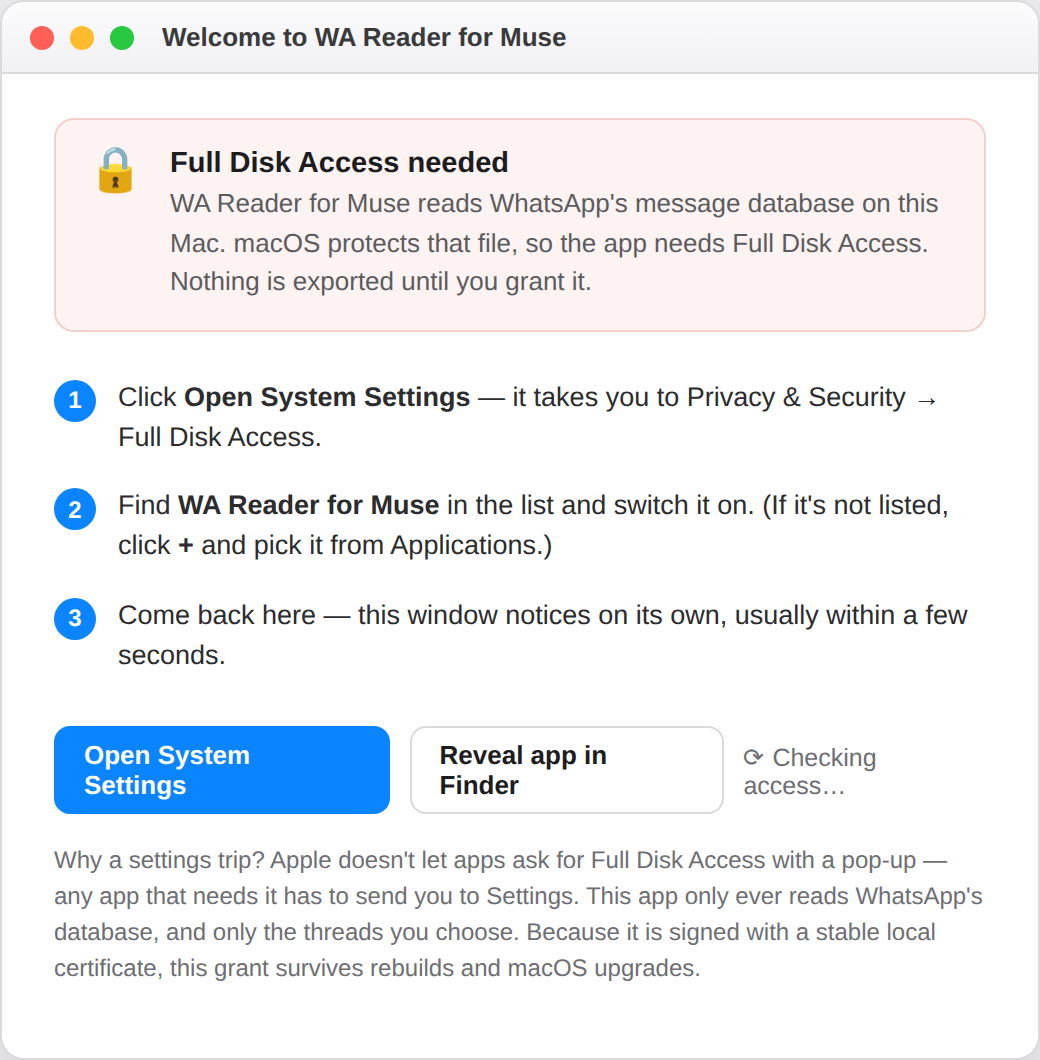 Welcome to WA Reader for Muse
Full Disk Access needed
WA Reader for Muse reads WhatsApp's message database on this
Mac. macOS protects that file, so the app needs Full Disk Access.
Nothing is exported until you grant it.
1 Click Open System Settings — it takes you to Privacy & Security →
Full Disk Access.
2 Find WA Reader for Muse in the list and switch it on. (If it's not listed,
click + and pick it from Applications.)
3 Come back here — this window notices on its own, usually within a few
seconds.
Open System
Settings
Reveal app in
Finder
⟳ Checking
access…
Why a settings trip? Apple doesn't let apps ask for Full Disk Access with a pop-up —
any app that needs it has to send you to Settings. This app only ever reads WhatsApp's
database, and only the threads you choose. Because it is signed with a stable local
certificate, this grant survives rebuilds and macOS upgrades.